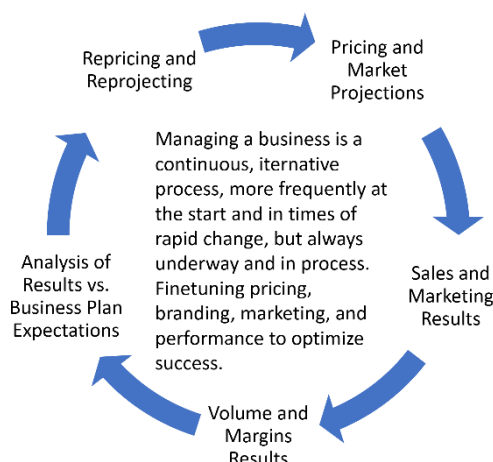 Repricing and
Reprojecting
Pricing and
Market
Projections
Managing a business is a
continuous, iternative
process, more frequently at
the start and in times of
rapid change, but always
underway and in process.
Finetuning pricing,
branding, marketing, and
performance to optimize
success.
Sales and
Marketing
Results
Volume and
Margins
Results
Analysis of
Results vs.
Business Plan
Expectations